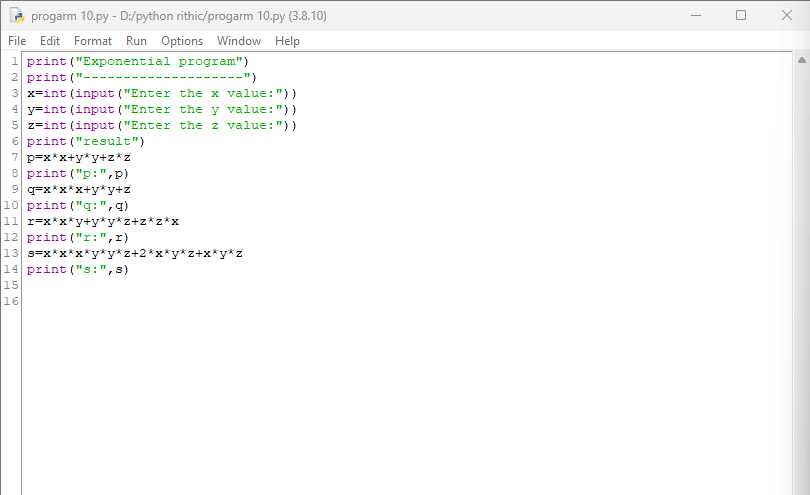 progarm 10.py - D:/python rithic/progarm 10.py (3.8.10)
File Edit Format Run Options Window Help
1 print("Exponential program")
2 print("--------------------")
3 x=int(input("Enter the x value:"))
4 y=int(input("Enter the y value:"))
5 z=int(input("Enter the z value:"))
6 print("result")
7 p=x*x+y*y+z*z
8 print("p:",p)
9 q=x*x*x+y*y+z
10 print("q:",q)
11 r=x*x*y+y*y*z+z*z*x
12 print("r:",r)
13 s=x*x*x*y*y*z+2*x*y*z+x*y*z
14 print("s:",s)
15
16